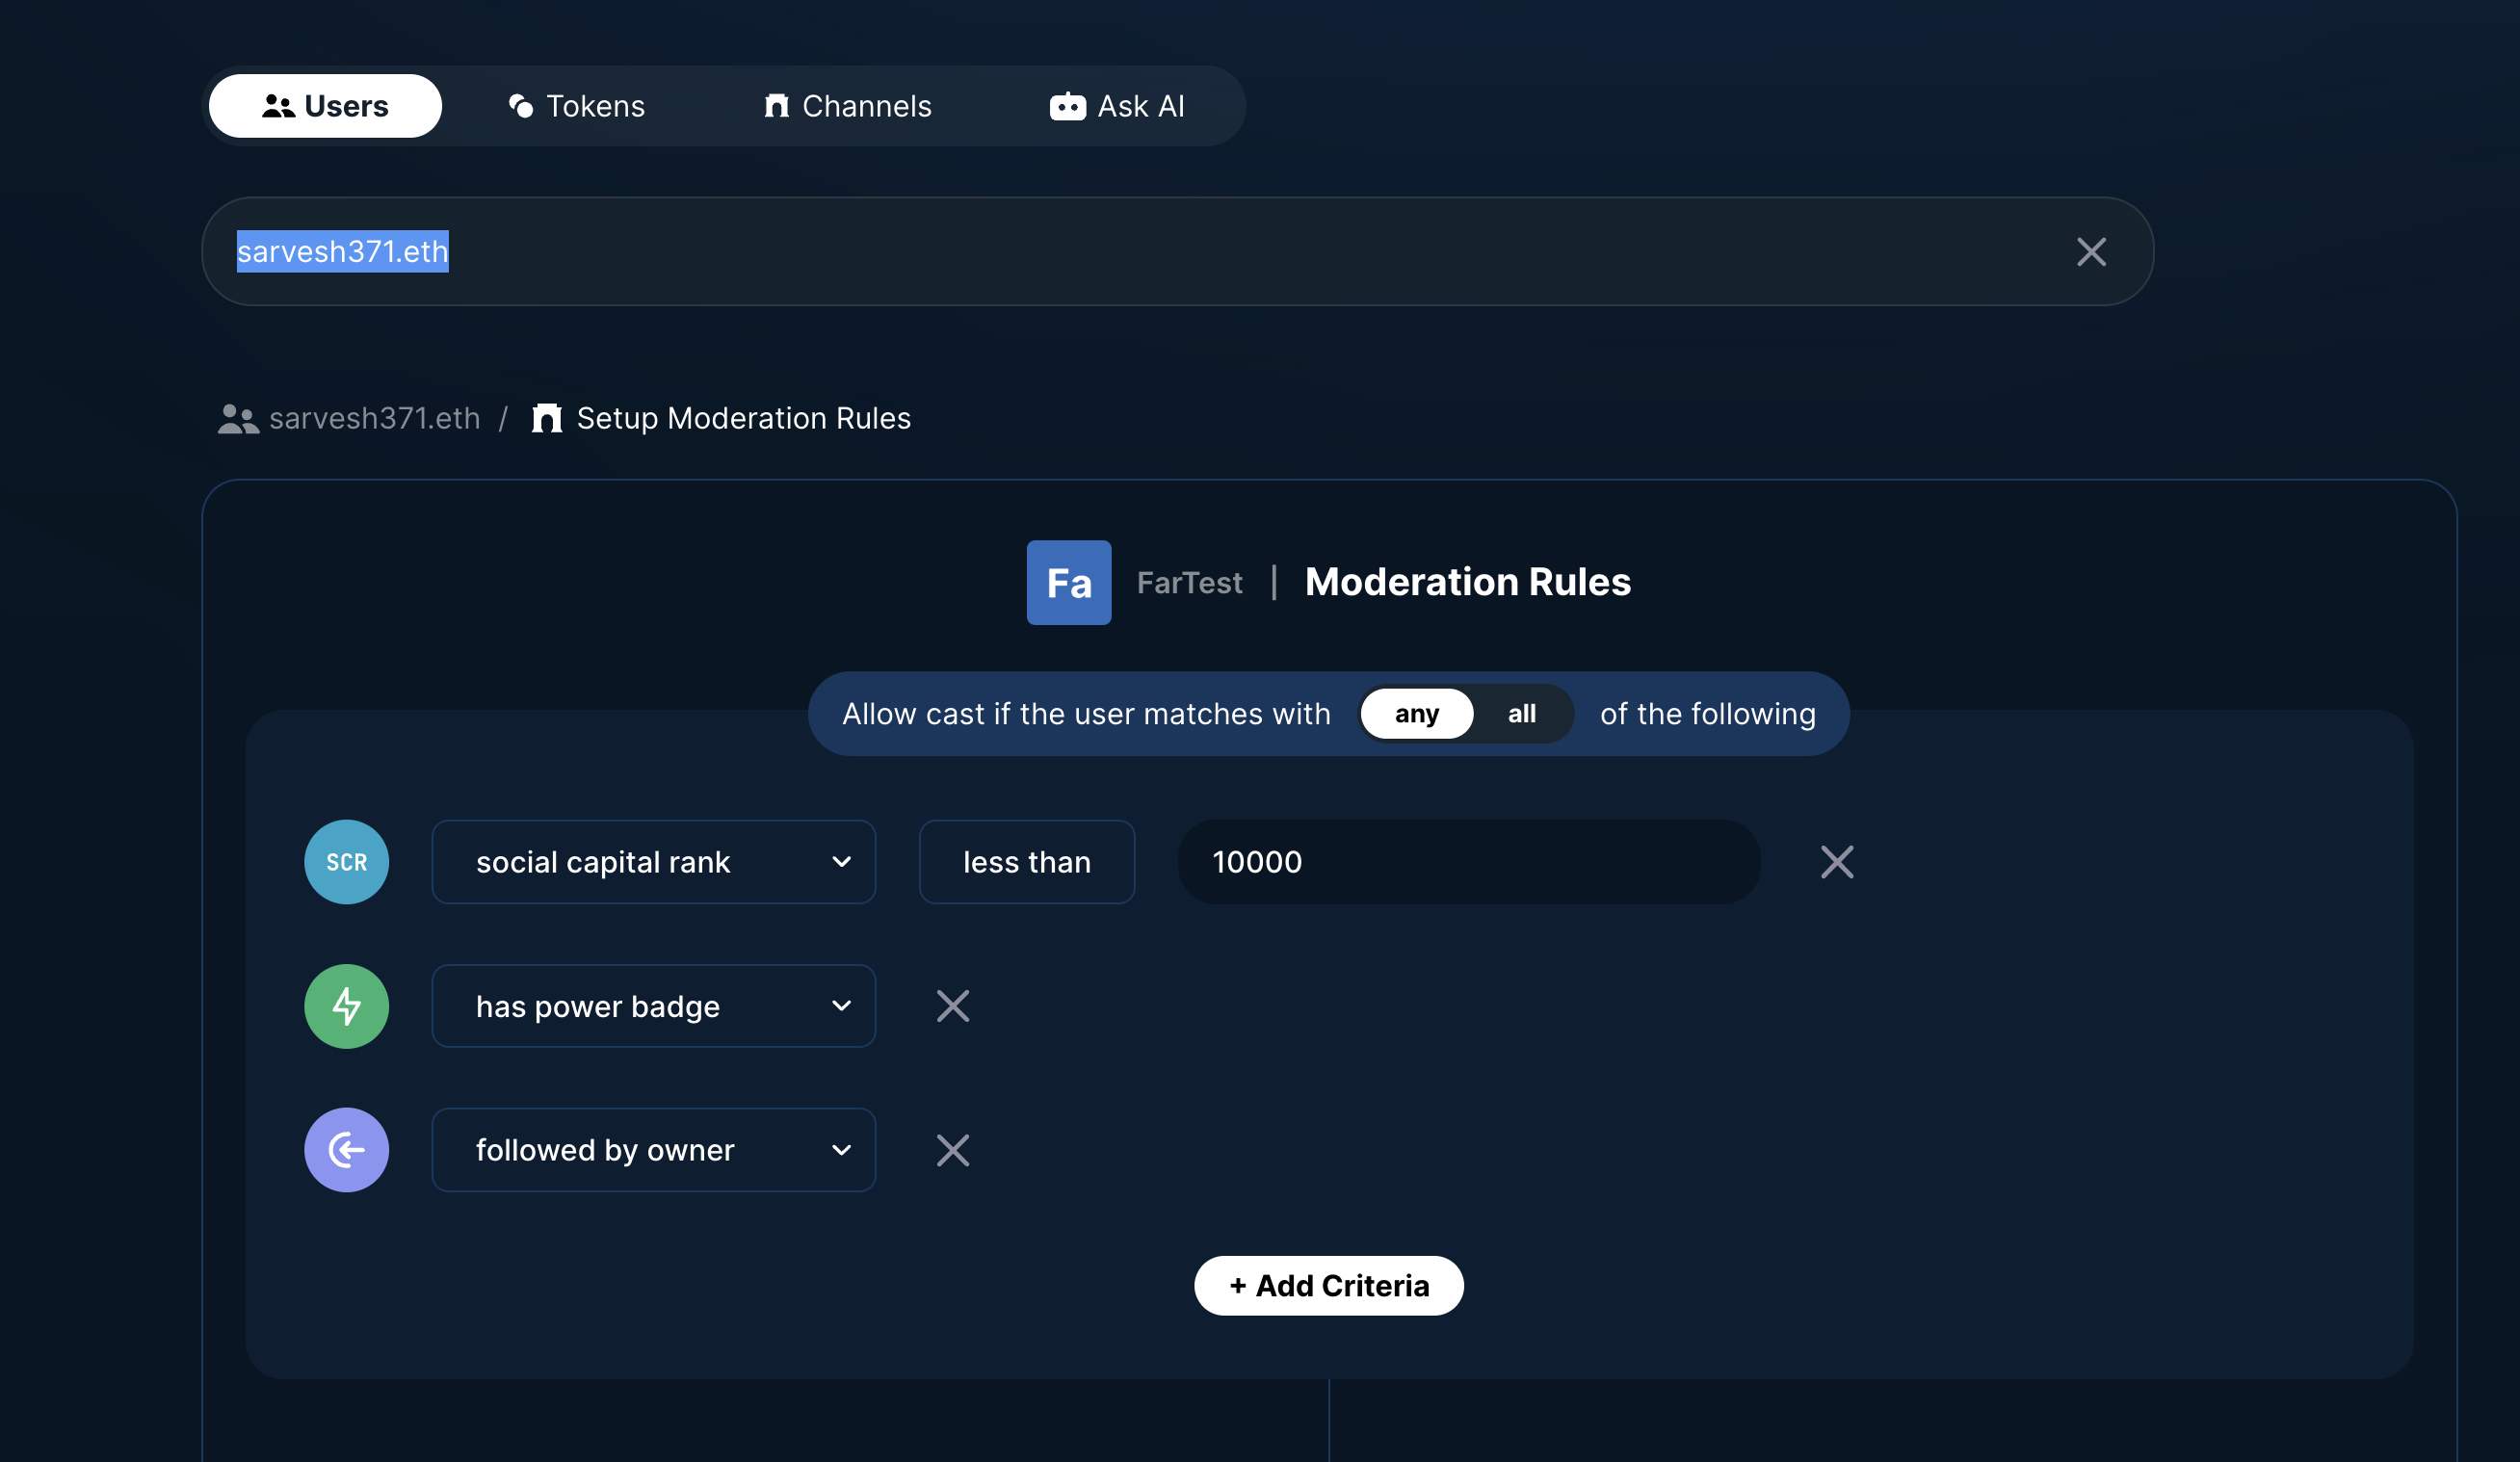 Users Tokens Channels Ask AI
sarvesh371.eth
sarvesh371.eth / Setup Moderation Rules
Fa FarTest | Moderation Rules
Allow cast if the user matches with any all of the following
SCR social capital rank less than 10000
has power badge
followed by owner
+ Add Criteria